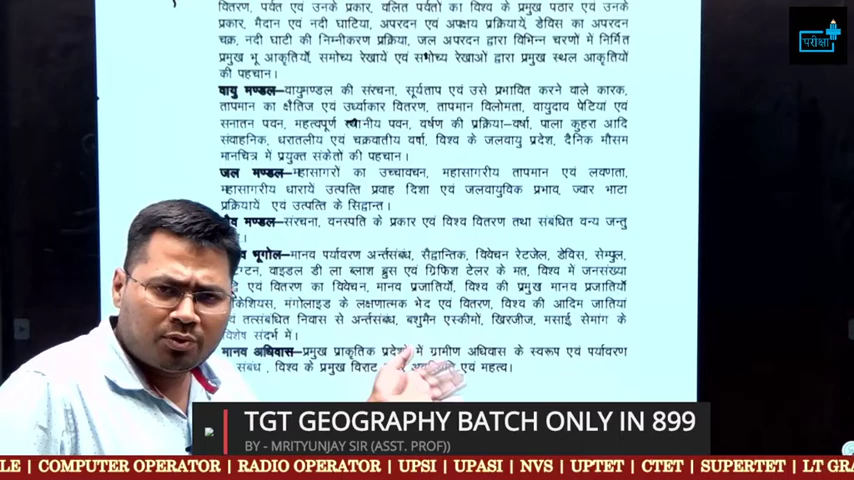 वितरण, पर्वत एवं उनके प्रकार, वलित पर्वतों का विश्व के प्रमुख पठार एवं उनके
प्रकार, मैदान एवं नदी घाटिया, अपरदन एवं अपक्षय प्रक्रियायें, डेविस का अपरदन
चक्र, नदी घाटी की निम्नीकरण प्रक्रिया, जल अपरदन द्वारा विभिन्न चरणों में निर्मित
प्रमुख भू आकृतियाँ, समोच्य रेखायें एवं समोच्य रेखाओं द्वारा प्रमुख स्थल आकृतियों
की पहचान।
वायु मण्डल–वायुमण्डल की संरचना, सूर्यताप एवं उसे प्रभावित करने वाले कारक,
तापमान का क्षैतिज एवं उर्ध्वाकार वितरण, तापमान विलोमता, वायुदाय पेटियां एवं
सनातन पवन, महत्वपूर्ण स्थानीय पवन, वर्षण की प्रक्रिया–वर्षा, पाला कुहरा आदि
संवाहनिक, धरातलीय एवं चक्रवातीय वर्षा, विश्व के जलवायु प्रदेश, दैनिक मौसम
मानचित्र में प्रयुक्त संकेतों की पहचान।
जल मण्डल–महासागरों का उच्चावचन, महासागरीय तापमान एवं लवणता,
महासागरीय धारायें उत्पत्ति प्रवाह दिशा एवं जलवायुविक प्रभाव, ज्वार भाटा
प्रक्रियायें एवं उत्पत्ति के सिद्वान्त।
मण्डल–संरचना, वनस्पति के प्रकार एवं विश्व वितरण तथा संबधित वन्य जन्तु
भूगोल–मानव पर्यावरण अर्न्तसंबंध, सैद्वान्तिक, विवेचन रेटजेल, डेविस, सेम्पुल,
वाइडल डी ला ब्लाश ब्रुस एवं ग्रिफिश टेलर के मत, विश्व में जनसंख्या
एवं वितरण का विवेचन, मानव प्रजातियाँ, विश्व की प्रमुख मानव प्रजातियाँ
मंगोलाइड के लक्षणात्मक भेद एवं वितरण, विश्व की आदिम जातियां
तत्संबधित निवास से अर्न्तसंबंध, बशुमैन एस्कीमों, खिरजीज, मसाई, सेमांग के
विशेष संदर्भ में।
मानव अधिवास–प्रमुख प्राकृतिक प्रदेशों में ग्रामीण अधिवास के स्वरूप एवं पर्यावरण
विश्व के प्रमुख विराट एवं महत्व।
परीक्षा
TGT GEOGRAPHY BATCH ONLY IN 899
BY - MRITYUNJAY SIR (ASST. PROF))
LE | COMPUTER OPERATOR | RADIO OPERATOR | UPSI | UPASI | NVS | UPTET | CTET | SUPERTET | LT GRA